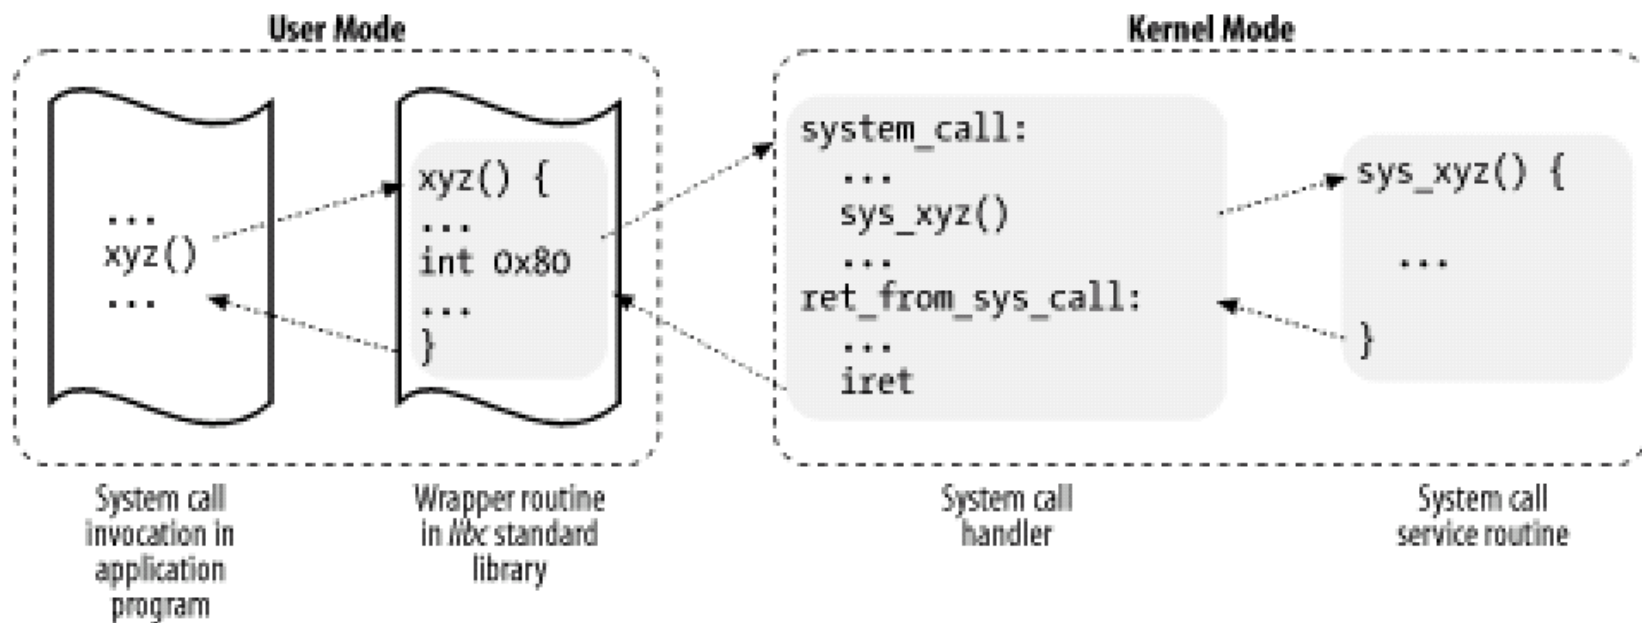 User Mode
Kernel Mode
...
xyz()
...
xyz() {
...
int 0x80
...
}
system_call:
...
sys_xyz()
...
ret_from_sys_call:
...
iret
sys_xyz() {
...
}
System call
invocation in
application
program
Wrapper routine
in libc standard
library
System call
handler
System call
service routine